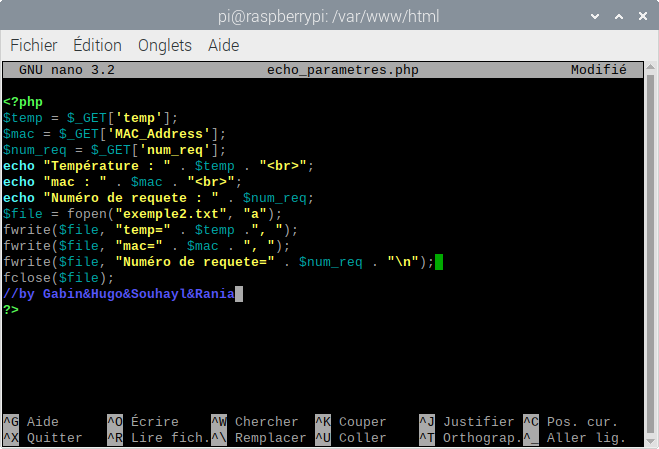 pi@raspberrypi: /var/www/html
Fichier Édition Onglets Aide
GNU nano 3.2 echo_parametres.php Modifié
<?php
$temp = $_GET['temp'];
$mac = $_GET['MAC_Address'];
$num_req = $_GET['num_req'];
echo "Température : " . $temp . "<br>";
echo "mac : " . $mac . "<br>";
echo "Numéro de requete : " . $num_req;
$file = fopen("exemple2.txt", "a");
fwrite($file, "temp=" . $temp .", ");
fwrite($file, "mac=" . $mac . ", ");
fwrite($file, "Numéro de requete=" . $num_req . "\n");
fclose($file);
//by Gabin&Hugo&Souhayl&Rania
?>
^G Aide ^O Écrire ^W Chercher ^K Couper ^J Justifier ^C Pos. cur.
^X Quitter ^R Lire fich. ^\ Remplacer ^U Coller ^T Orthograp. ^_ Aller lig.